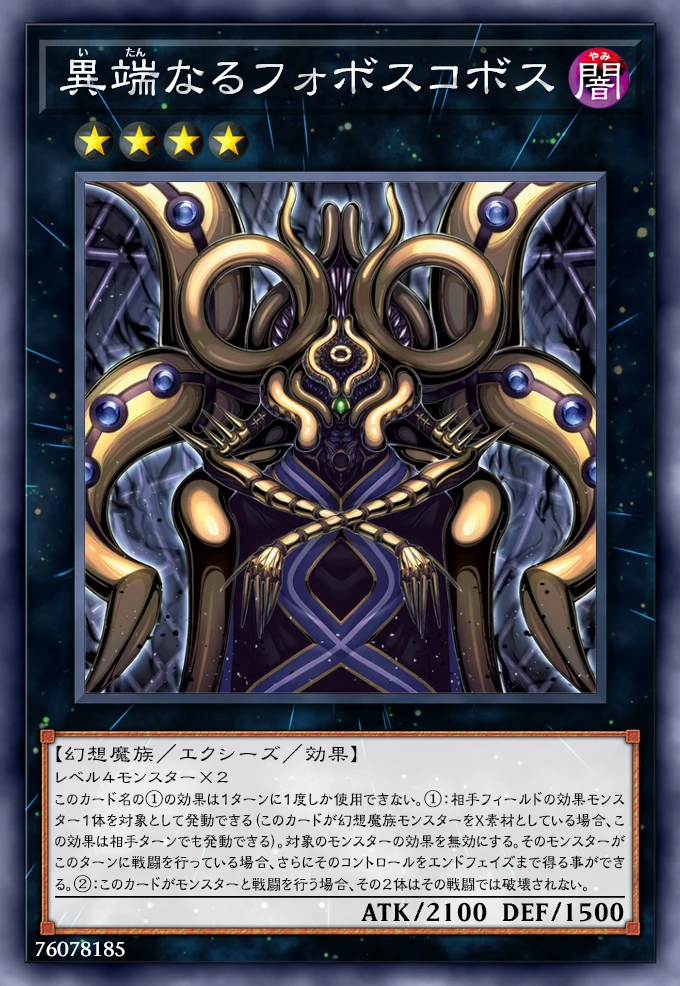 いたん
異端なるフォボスコボス
やみ
闇
【幻想魔族／エクシーズ／効果】
レベル4モンスター×2
このカード名の①の効果は1ターンに1度しか使用できない。①：相手フィールドの効果モンス
ター1体を対象として発動できる(このカードが幻想魔族モンスターをX素材としている場合、こ
の効果は相手ターンでも発動できる)。対象のモンスターの効果を無効にする。そのモンスターが
このターンに戦闘を行っている場合、さらにそのコントロールをエンドフェイズまで得る事ができ
る。②：このカードがモンスターと戦闘を行う場合、その2体はその戦闘では破壊されない。
ATK/2100 DEF/1500
76078185